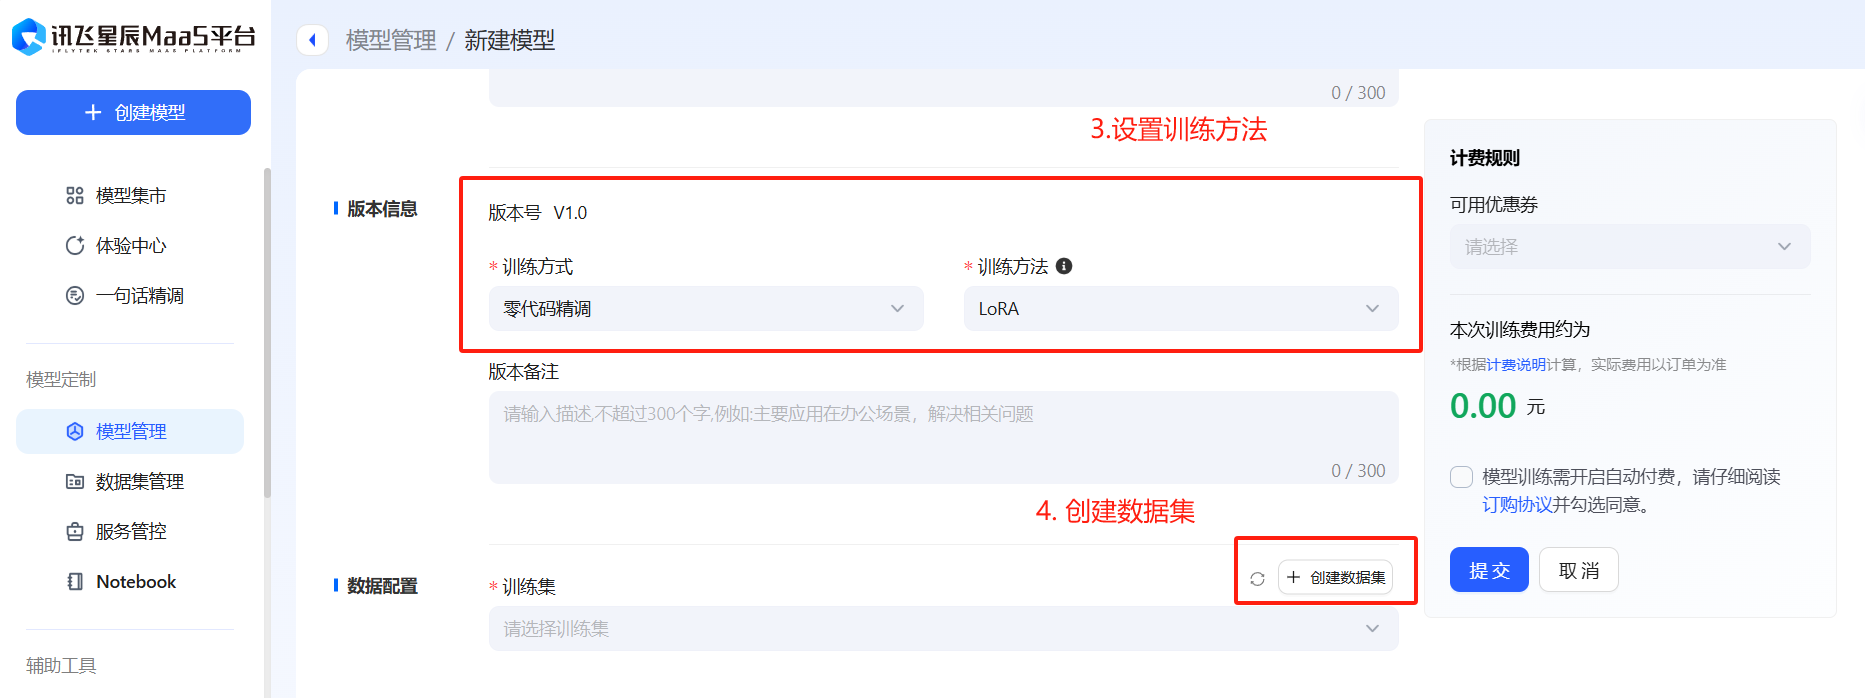 讯飞星辰MaaS平台
IFLYTEK STARS MAAS PLATFORM
+ 创建模型
模型集市
体验中心
一句话精调
模型定制
模型管理
数据集管理
服务管控
Notebook
辅助工具
模型管理 / 新建模型
0 / 300
3.设置训练方法
版本信息
版本号 V1.0
* 训练方式
* 训练方法
零代码精调
LoRA
版本备注
请输入描述,不超过300个字,例如:主要应用在办公场景，解决相关问题
0 / 300
4. 创建数据集
数据配置
* 训练集
+ 创建数据集
请选择训练集
计费规则
可用优惠券
请选择
本次训练费用约为
*根据计费说明计算，实际费用以订单为准
0.00 元
模型训练需开启自动付费，请仔细阅读
订购协议并勾选同意。
提交
取消